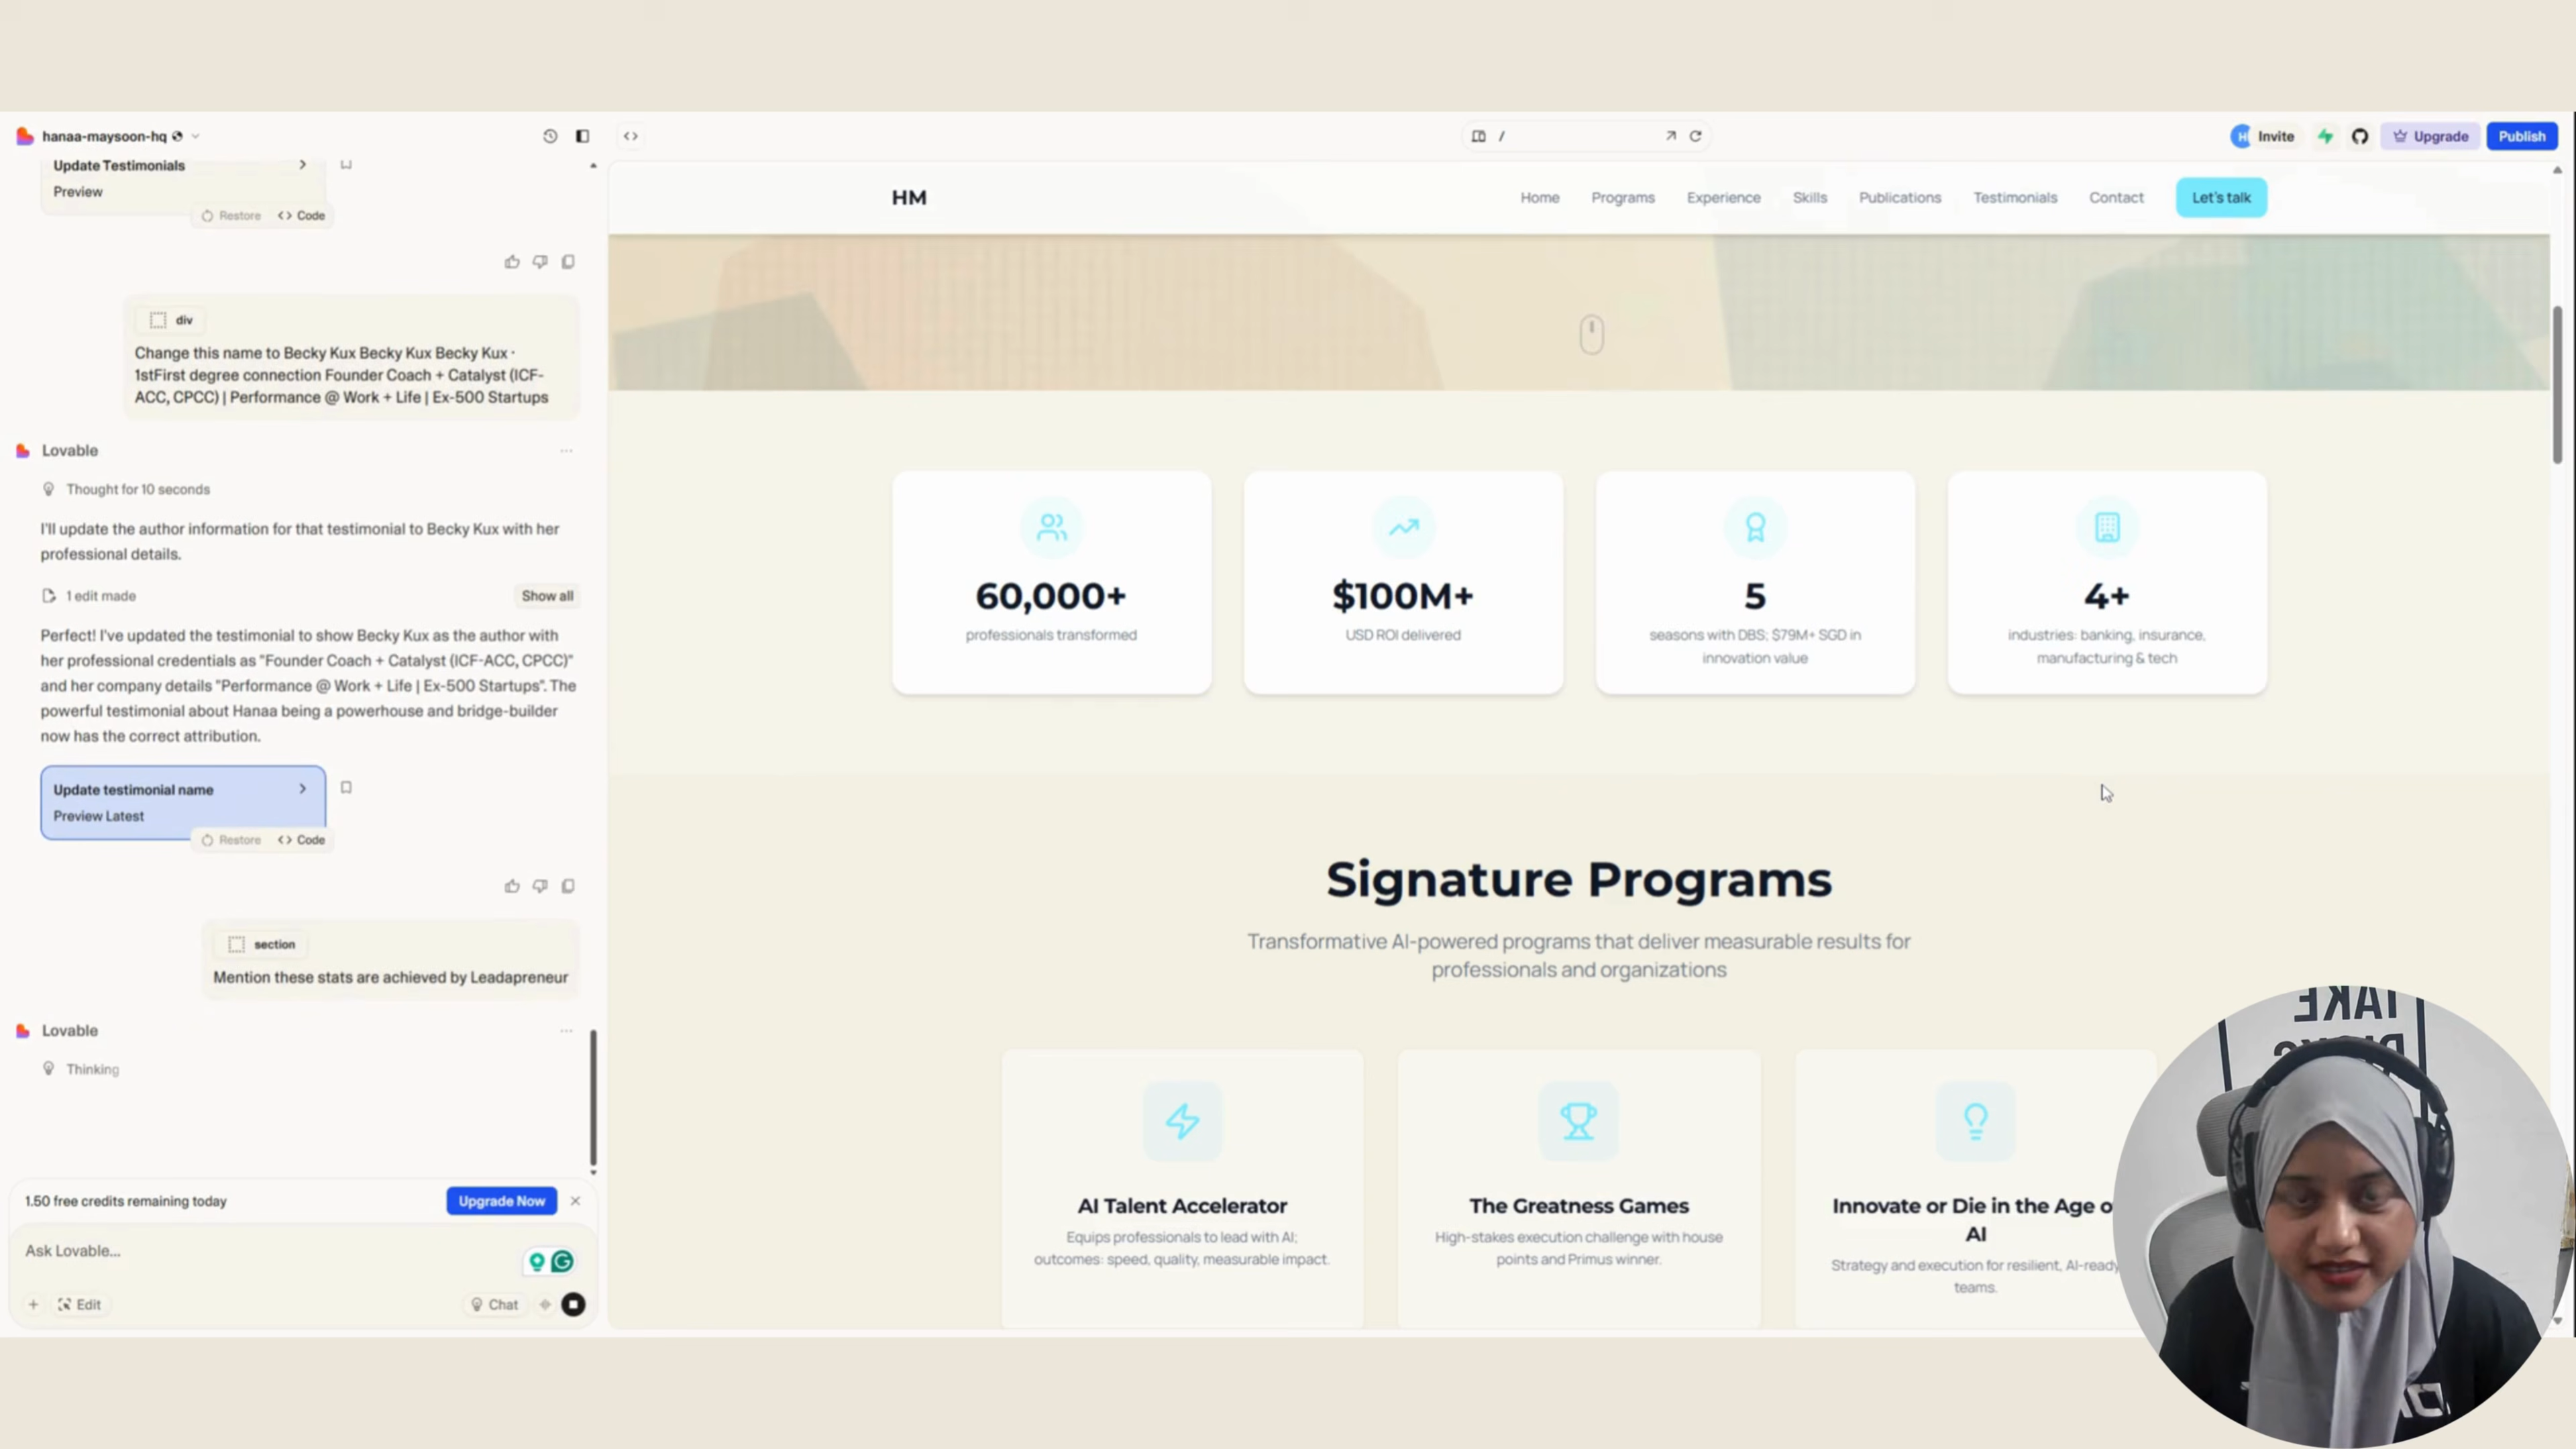 hanaa-maysoon-hq
Update Testimonials
Preview
Restore
Code
div
Change this name to Becky Kux Becky Kux Becky Kux ·
1stFirst degree connection Founder Coach + Catalyst (ICF-
ACC, CPCC) | Performance @ Work + Life | Ex-500 Startups
Lovable
Thought for 10 seconds
I'll update the author information for that testimonial to Becky Kux with her
professional details.
1 edit made
Show all
Perfect! I've updated the testimonial to show Becky Kux as the author with
her professional credentials as "Founder Coach + Catalyst (ICF-ACC, CPCC)"
and her company details "Performance @ Work + Life | Ex-500 Startups". The
powerful testimonial about Hanaa being a powerhouse and bridge-builder
now has the correct attribution.
Update testimonial name
Preview Latest
Restore
Code
section
Mention these stats are achieved by Leadapreneur
Lovable
Thinking
1.50 free credits remaining today
Upgrade Now
Ask Lovable...
Edit
Chat
/
H
Invite
Upgrade
Publish
HM
Home
Programs
Experience
Skills
Publications
Testimonials
Contact
Let's talk
60,000+
professionals transformed
$100M+
USD ROI delivered
5
seasons with DBS; $79M+ SGD in
innovation value
4+
industries: banking, insurance,
manufacturing & tech
Signature Programs
Transformative AI-powered programs that deliver measurable results for
professionals and organizations
AI Talent Accelerator
Equips professionals to lead with AI;
outcomes: speed, quality, measurable impact.
The Greatness Games
High-stakes execution challenge with house
points and Primus winner.
Innovate or Die in the Age o
AI
Strategy and execution for resilient, AI-ready
teams.
TAKE